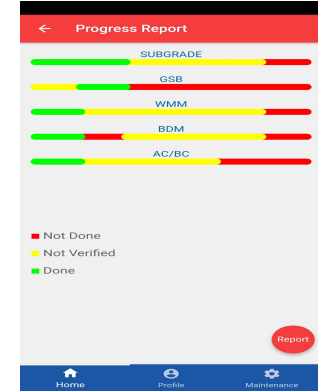 Progress Report
SUBGRADE
GSB
WMM
BDM
AC/BC
Not Done
Not Verified
Done
Report
Home Profile Maintenance